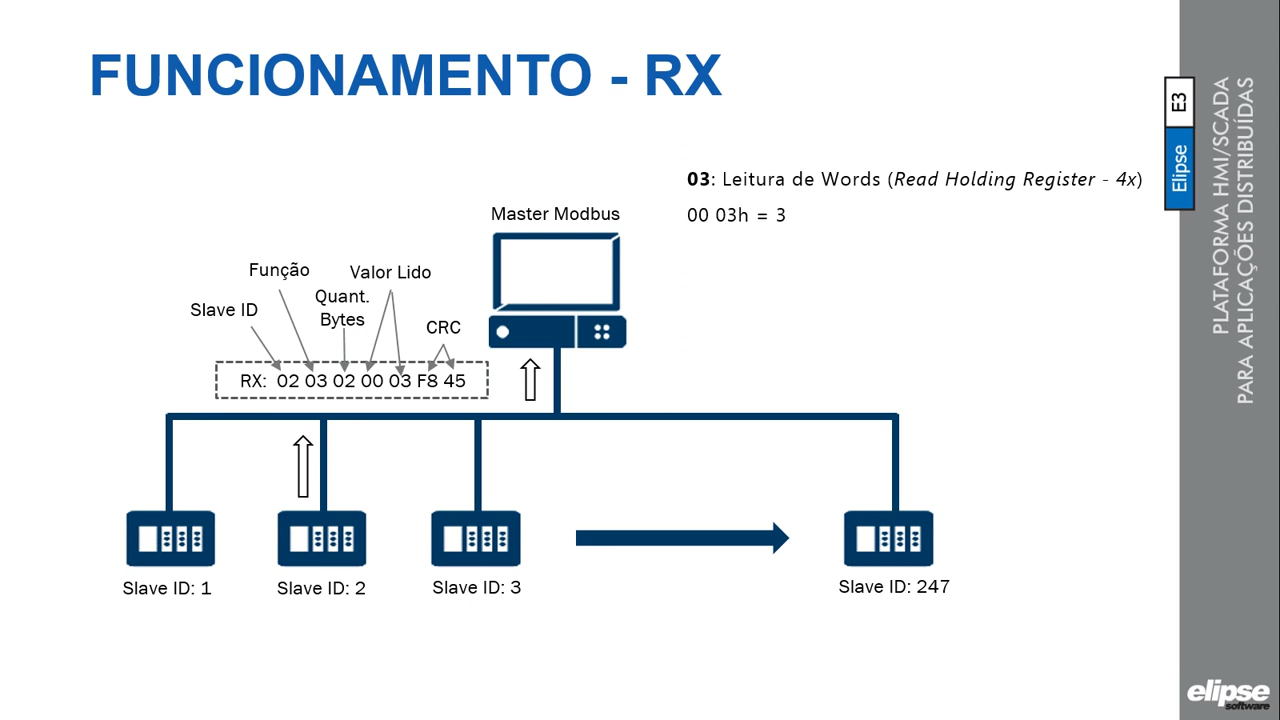 FUNCIONAMENTO - RX
03: Leitura de Words (Read Holding Register - 4x)
00 03h = 3
Master Modbus
Função
Valor Lido
Slave ID
Quant.
Bytes
CRC
RX: 02 03 02 00 03 F8 45
Slave ID: 1
Slave ID: 2
Slave ID: 3
Slave ID: 247
Elipse E3
PLATAFORMA HMI/SCADA
PARA APLICAÇÕES DISTRIBUÍDAS
elipse
software